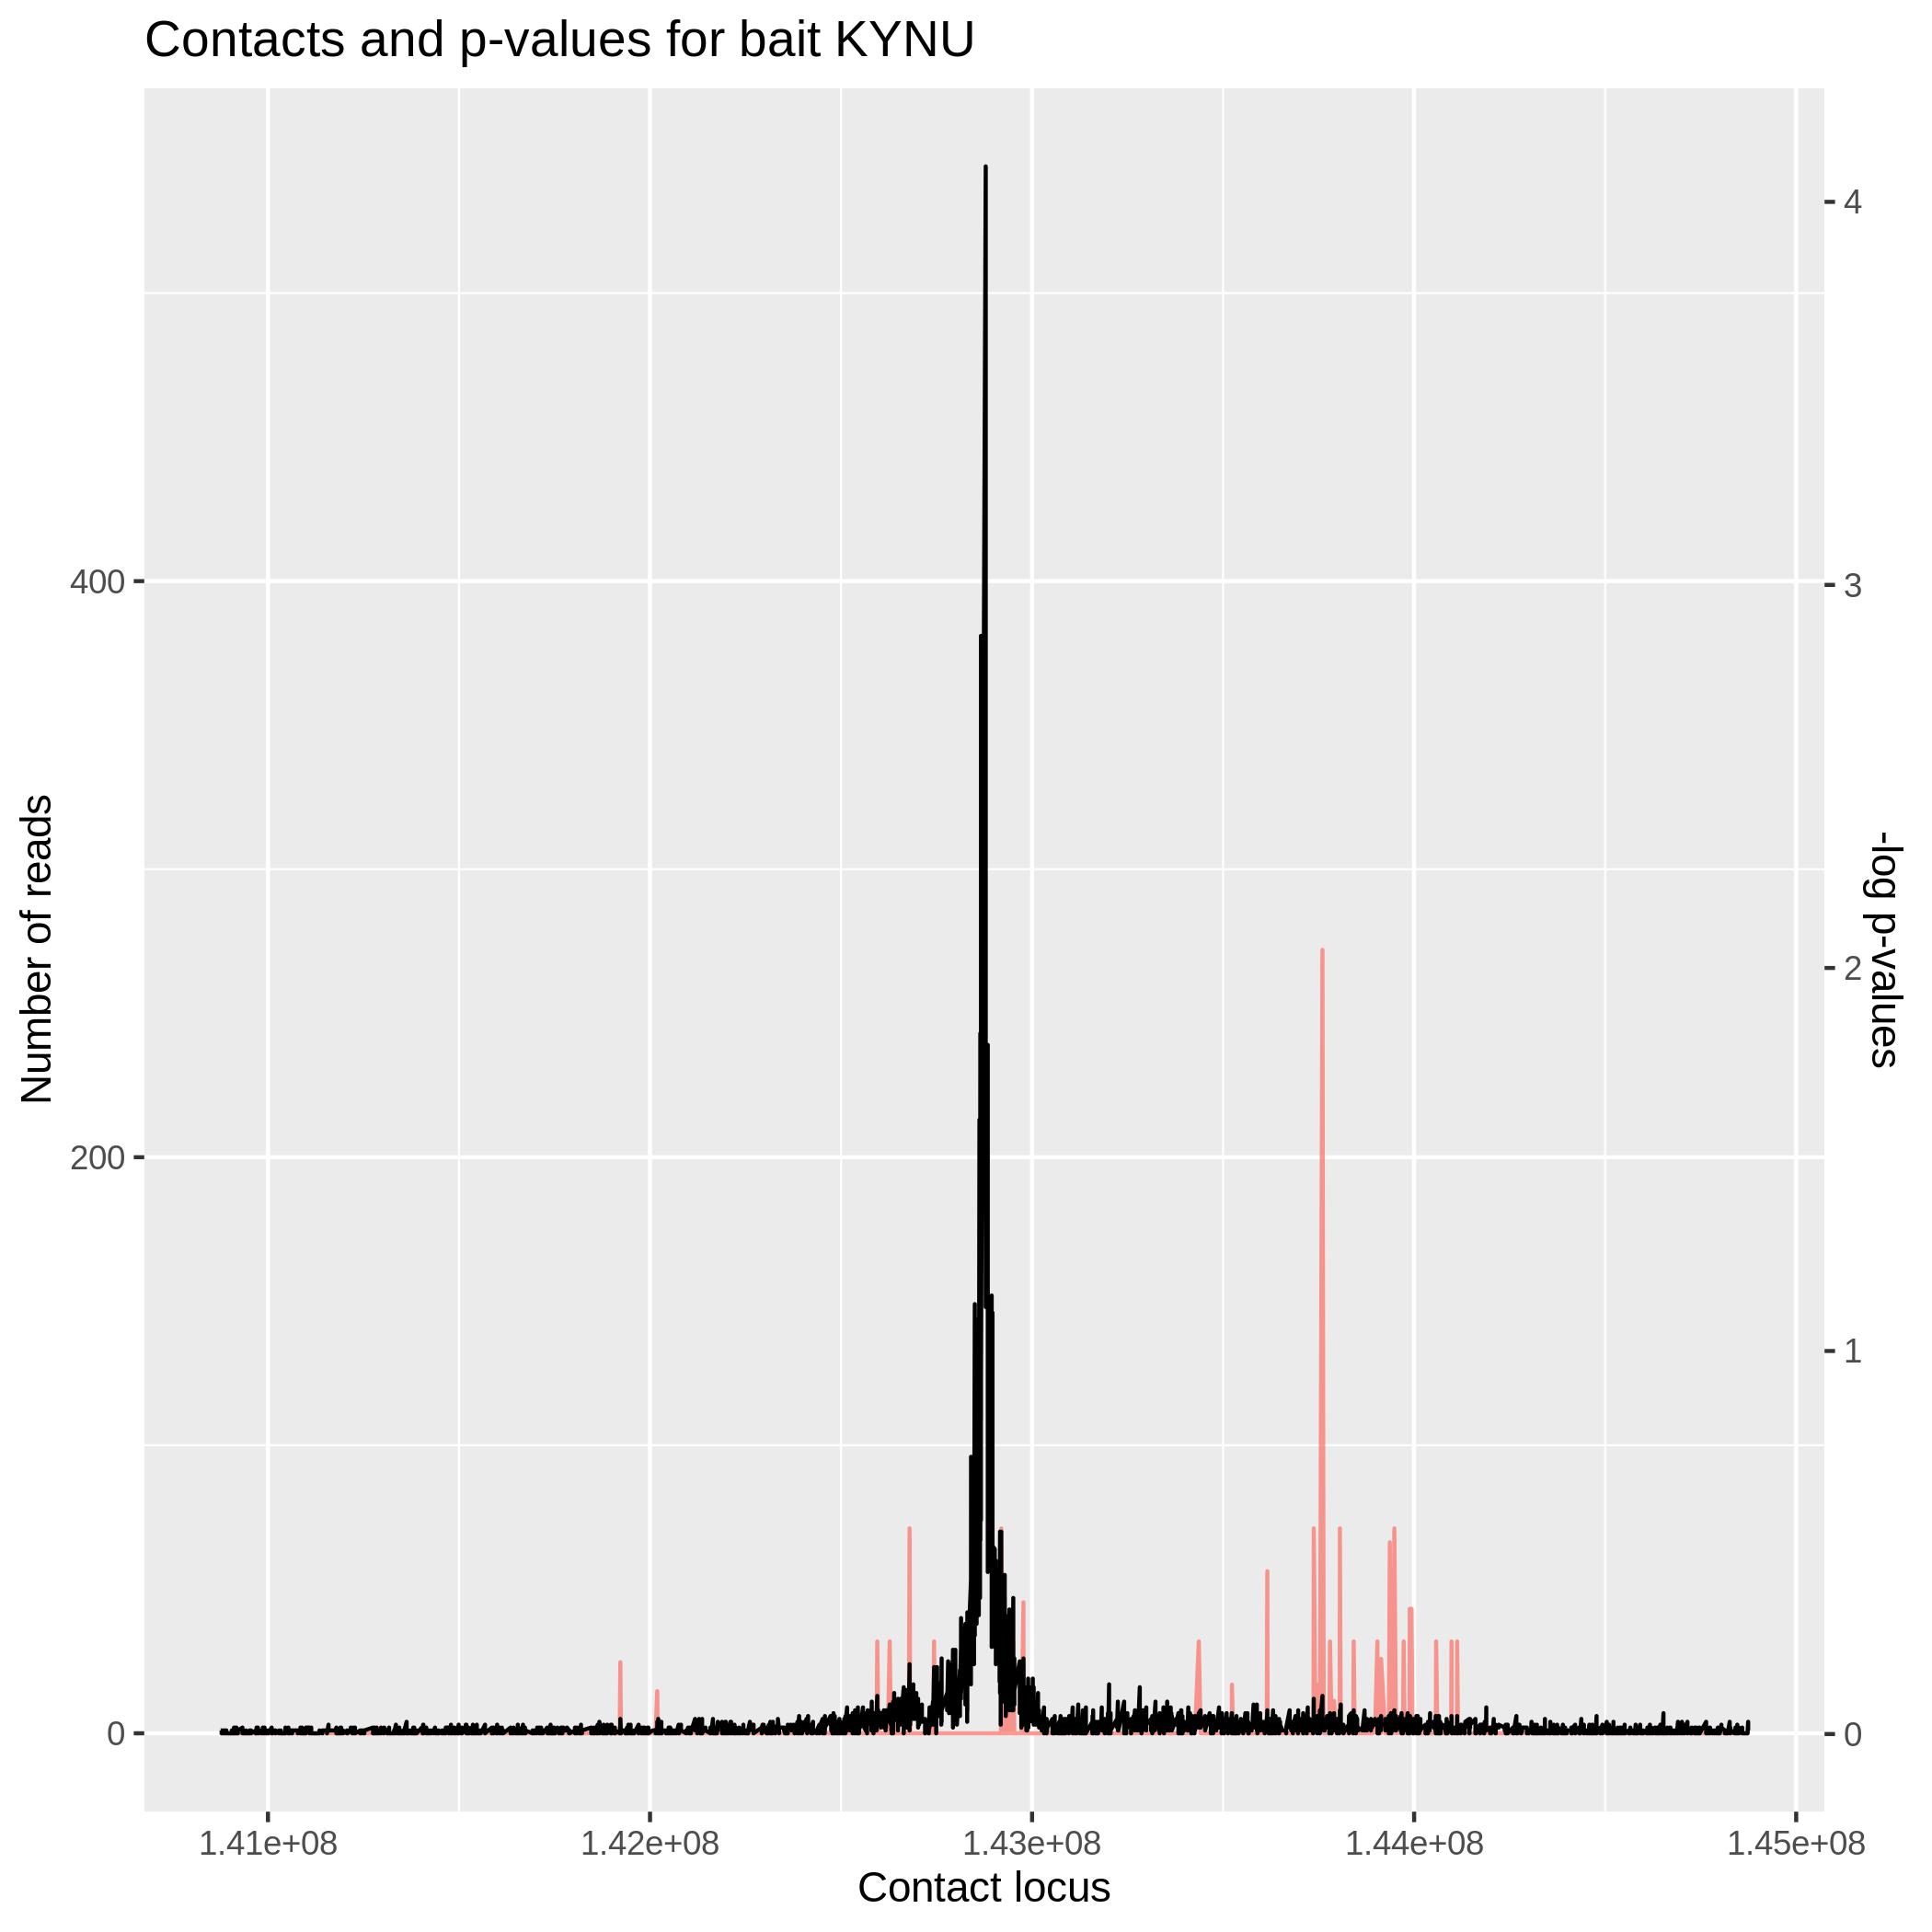 Contacts and p-values for bait KYNU
Number of reads
400
200
0
4
3
2
1
0
-log p-values
1.41e+08
1.42e+08
1.43e+08
1.44e+08
1.45e+08
Contact locus